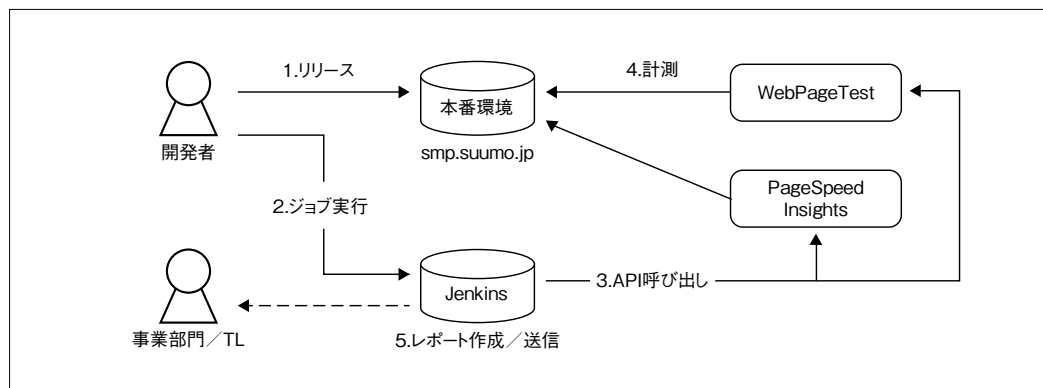 1.リリース
4.計測
本番環境
WebPageTest
開発者
smp.suumo.jp
PageSpeed
Insights
2.ジョブ実行
Jenkins
3.API呼び出し
事業部門／TL
5.レポート作成／送信